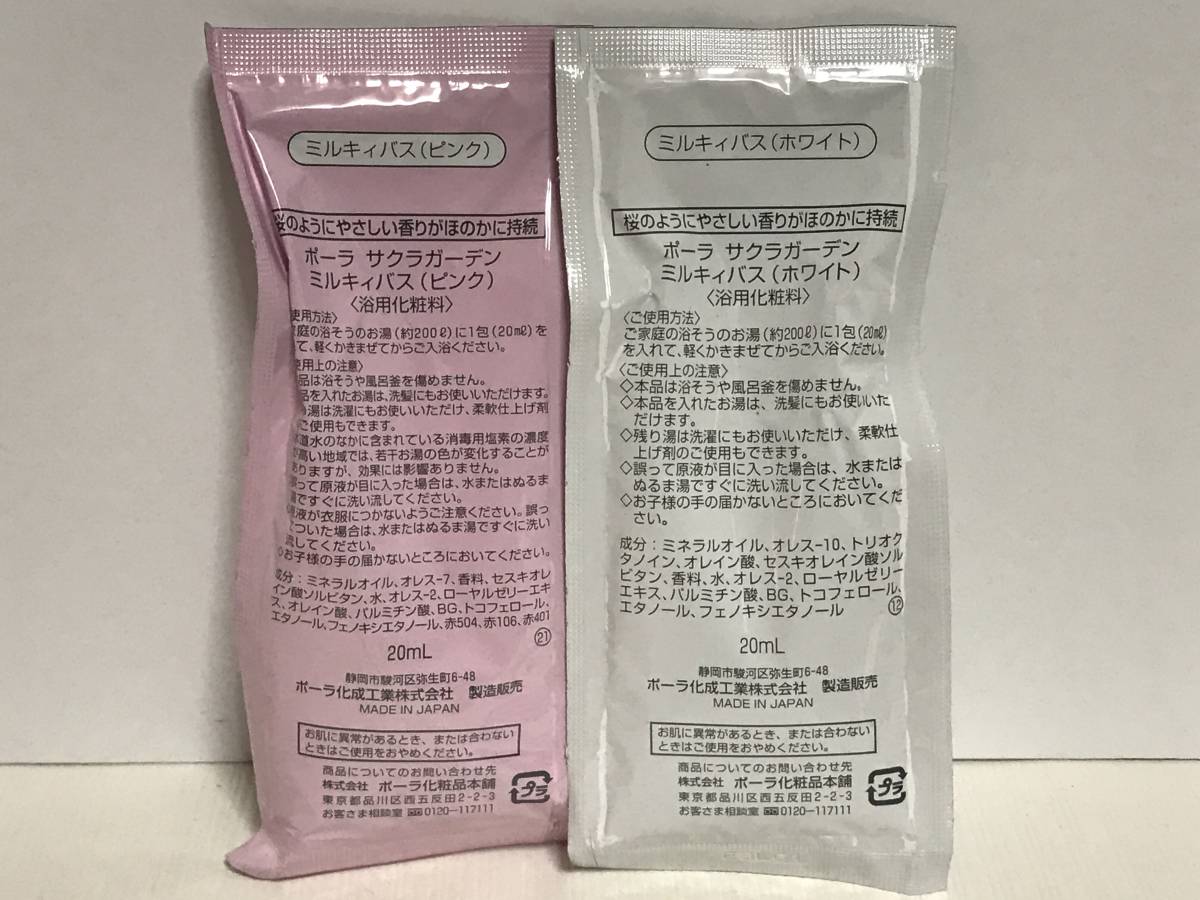 ミルキィバス(ピンク)
桜のようにやさしい香りがほのかに持続
ポーラ サクラガーデン
ミルキィバス(ピンク)
〈浴用化粧料〉
使用方法〉
家庭の浴そうのお湯(約200ℓ)に1包(20mℓ)を
て、軽くかきまぜてからご入浴ください。
使用上の注意〉
品は浴そうや風呂釜を傷めません。
品を入れたお湯は、洗髪にもお使いいただけます。
湯は洗濯にもお使いいただけ、柔軟仕上げ剤
ご使用もできます。
道水のなかに含まれている消毒用塩素の濃度
高い地域では、若干お湯の色が変化することが
ありますが、効果には影響ありません。
って原液が目に入った場合は、水またはぬるま
湯ですぐに洗い流してください。
原液が衣服につかないようご注意ください。誤っ
ついた場合は、水またはぬるま湯ですぐに洗い
流してください。
◇お子様の手の届かないところにおいてください。
成分:ミネラルオイル、オレス-7、香料、セスキオレ
イン酸ソルビタン、水、オレス-2、ローヤルゼリーエキ
ス、オレイン酸、パルミチン酸、BG、トコフェロール、
エタノール、フェノキシエタノール、赤504、赤106、赤401
㉑
20mL
静岡市駿河区弥生町6-48
ポーラ化成工業株式会社 製造販売
MADE IN JAPAN
お肌に異常があるとき、または合わない
ときはご使用をおやめください。
商品についてのお問い合わせ先
株式会社 ポーラ化粧品本舗
東京都品川区西五反田2-2-3
お客さま相談室 0120-117111
プラ
ミルキィバス(ホワイト)
桜のようにやさしい香りがほのかに持続
ポーラ サクラガーデン
ミルキィバス(ホワイト)
〈浴用化粧料〉
〈ご使用方法〉
ご家庭の浴そうのお湯(約200ℓ)に1包(20mℓ)
を入れて、軽くかきまぜてからご入浴ください。
〈ご使用上の注意〉
◇本品は浴そうや風呂釜を傷めません。
◇本品を入れたお湯は、洗髪にもお使いいた
だけます。
◇残り湯は洗濯にもお使いいただけ、柔軟仕
上げ剤のご使用もできます。
◇誤って原液が目に入った場合は、水または
ぬるま湯ですぐに洗い流してください。
◇お子様の手の届かないところにおいてくだ
さい。
成分:ミネラルオイル、オレス-10、トリオク
タノイン、オレイン酸、セスキオレイン酸ソル
ビタン、香料、水、オレス-2、ローヤルゼリー
エキス、パルミチン酸、BG、トコフェロール、
エタノール、フェノキシエタノール ⑫
20mL
静岡市駿河区弥生町6-48
ポーラ化成工業株式会社 製造販売
MADE IN JAPAN
お肌に異常があるとき、または合わない
ときはご使用をおやめください。
商品についてのお問い合わせ先
株式会社 ポーラ化粧品本舗
東京都品川区西五反田2-2-3
お客さま相談室 0120-117111
プラ